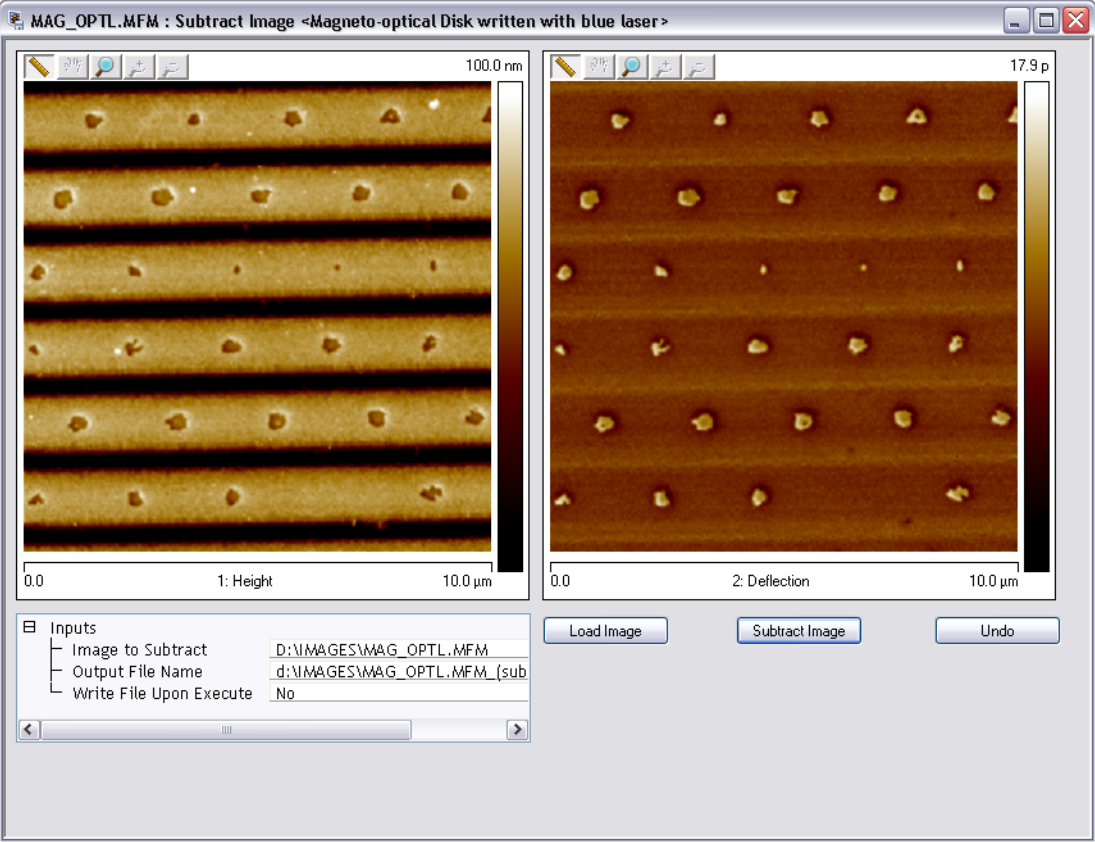 MAG_OPTL.MFM : Subtract Image <Magneto-optical Disk written with blue laser>
100.0 nm
17.9 p
0.0 1: Height 10.0 µm
0.0 2: Deflection 10.0 µm
Inputs
Image to Subtract D:\IMAGES\MAG_OPTL.MFM
Output File Name d:\IMAGES\MAG_OPTL.MFM_(sub
Write File Upon Execute No
Load Image
Subtract Image
Undo